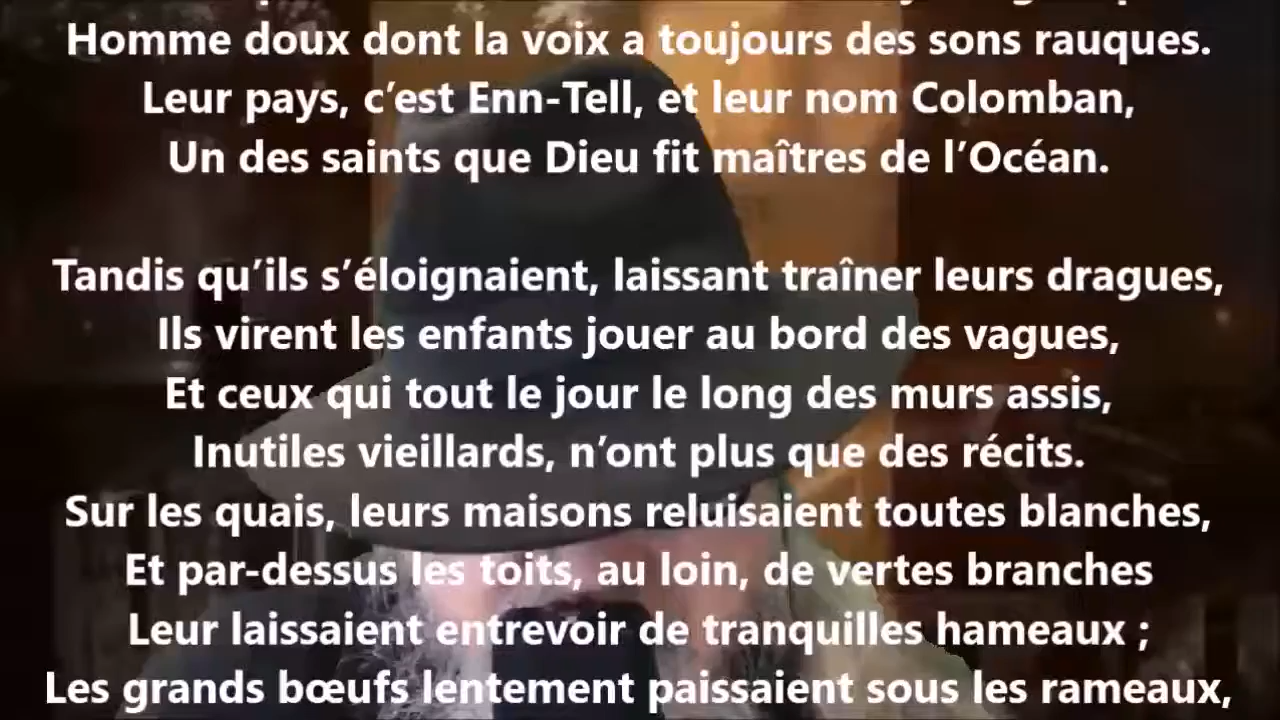 Homme doux dont la voix a toujours des sons rauques.
Leur pays, c’est Enn-Tell, et leur nom Colomban,
Un des saints que Dieu fit maîtres de l’Océan.
Tandis qu’ils s’éloignaient, laissant traîner leurs dragues,
Ils virent les enfants jouer au bord des vagues,
Et ceux qui tout le jour le long des murs assis,
Inutiles vieillards, n’ont plus que des récits.
Sur les quais, leurs maisons reluisaient toutes blanches,
Et par-dessus les toits, au loin, de vertes branches
Leur laissaient entrevoir de tranquilles hameaux ;
Les grands bœufs lentement paissaient sous les rameaux,